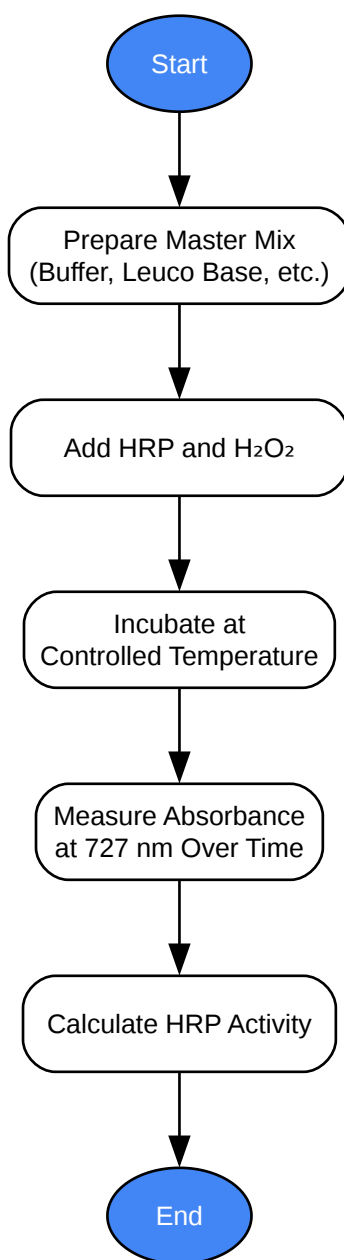 Start
Prepare Master Mix
(Buffer, Leuco Base, etc.)
Add HRP and H₂O₂
Incubate at
Controlled Temperature
Measure Absorbance
at 727 nm Over Time
Calculate HRP Activity
End